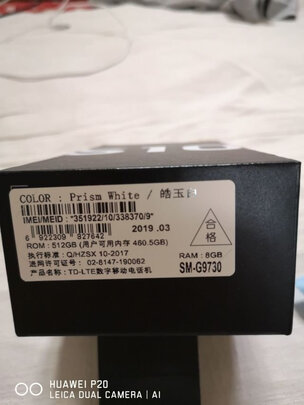 S10
COLOR : Prism White / 皓玉白
IMEI/MEID : *351922/10/338370/9*
6 922309 927642
2019 .03
合格
ROM : 512GB (用户可用内存 460.5GB)
RAM : 8GB
执行标准 : Q/HZSX 10-2017
进网许可证号 : 02-8147-190062
SM-G9730
产品名称 : TD-LTE数字移动电话机
HUAWEI P20
LEICA DUAL CAMERA | AI